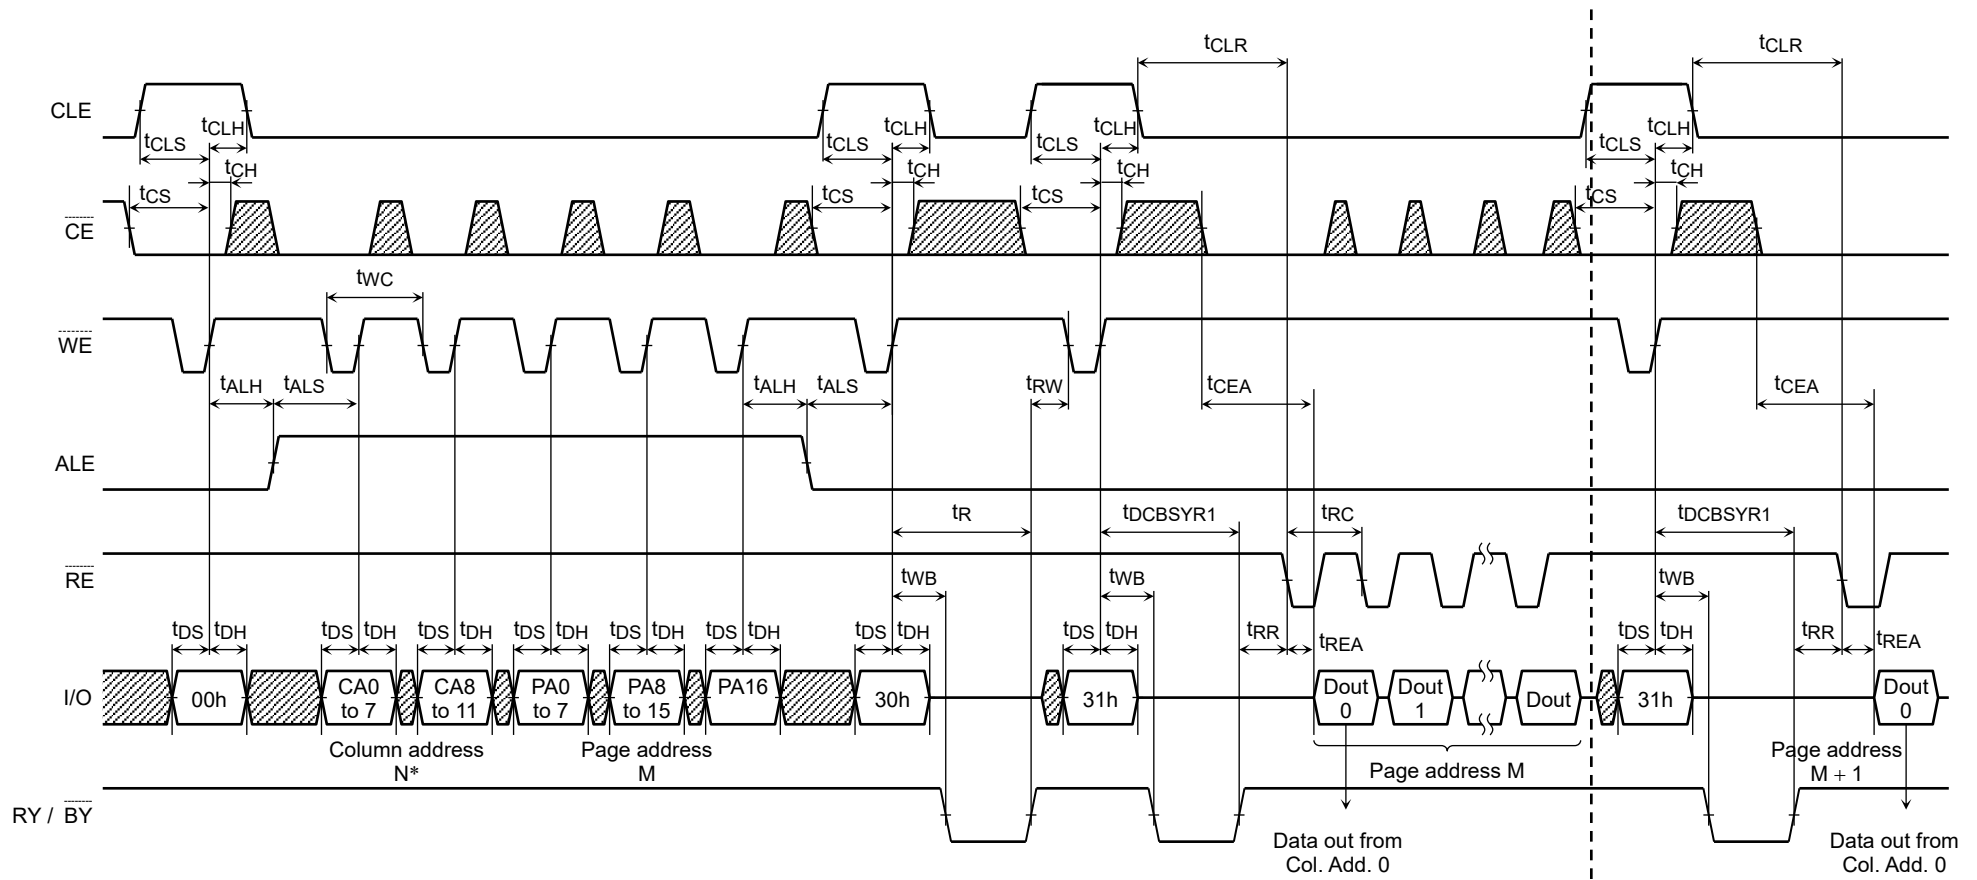 tCLR tCLR
CLE
tCLH tCLH tCLH tCLH
tCLS tCLS tCLS tCLS
tCH tCH tCH tCH
tCS tCS tCS tCS
CE
tWC
WE
tALH tALS tALH tALS tRW tCEA tCEA
ALE
tR tDCBSYR1 tRC tDCBSYR1
RE
tWB tWB tWB
tDS tDH tDS tDH tDS tDH tDS tDH tDS tDH tDS tDH tDS tDH tDS tDH tRR tREA tDS tDH tRR tREA
I/O
00h
CA0
to 7
CA8
to 11
PA0
to 7
PA8
to 15
PA16
30h
31h
Dout
0
Dout
1
Dout
31h
Dout
0
Column address
N*
Page address
M
Page address M
Page address
M + 1
RY / BY
Data out from
Col. Add. 0
Data out from
Col. Add. 0